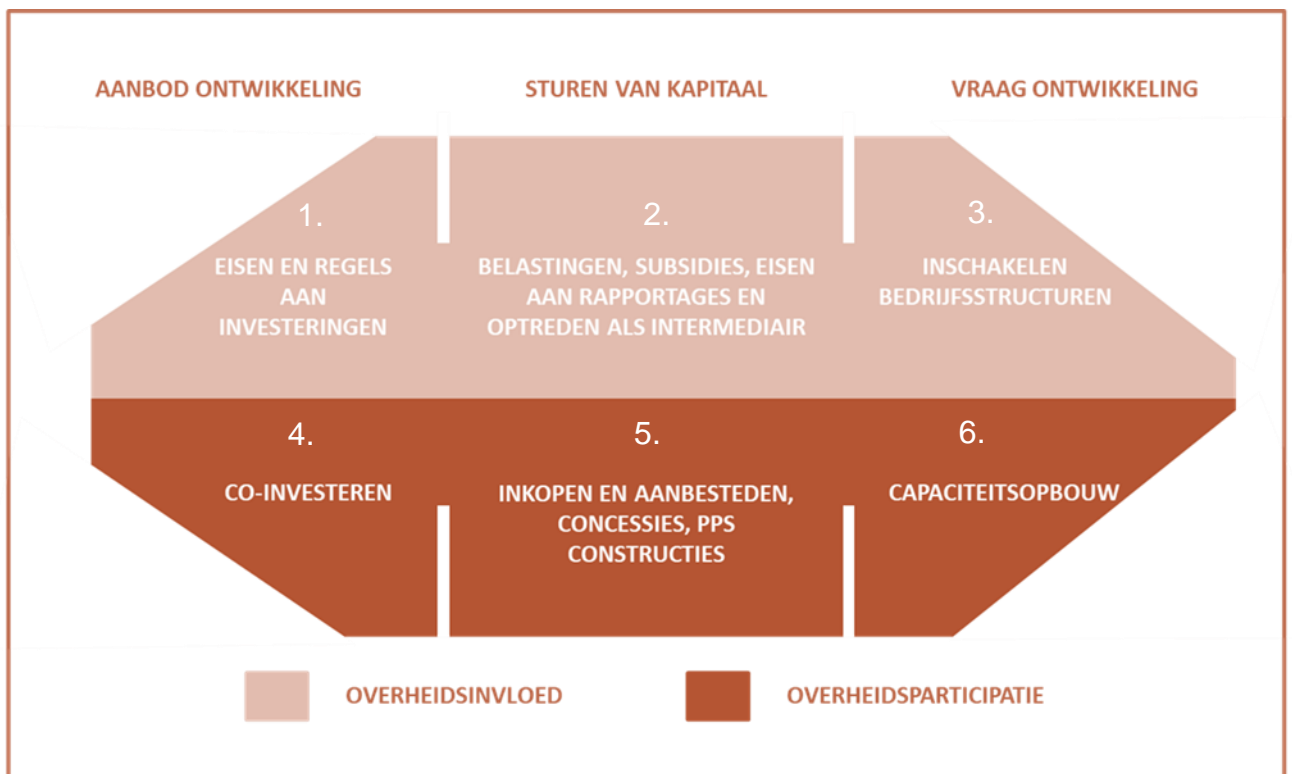 AANBOD ONTWIKKELING
STUREN VAN KAPITAAL
VRAAG ONTWIKKELING
1.
EISEN EN REGELS
AAN
INVESTERINGEN
2.
BELASTINGEN, SUBSIDIES, EISEN
AAN RAPPORTAGES EN
OPTREDEN ALS INTERMEDIAIR
3.
INSCHAKELEN
BEDRIJFSSTRUCTUREN
4.
CO-INVESTEREN
5.
INKOPEN EN AANBESTEDEN,
CONCESSIES, PPS
CONSTRUCTIES
6.
CAPACITEITSOPBOUW
OVERHEIDSINVLOED
OVERHEIDSPARTICIPATIE